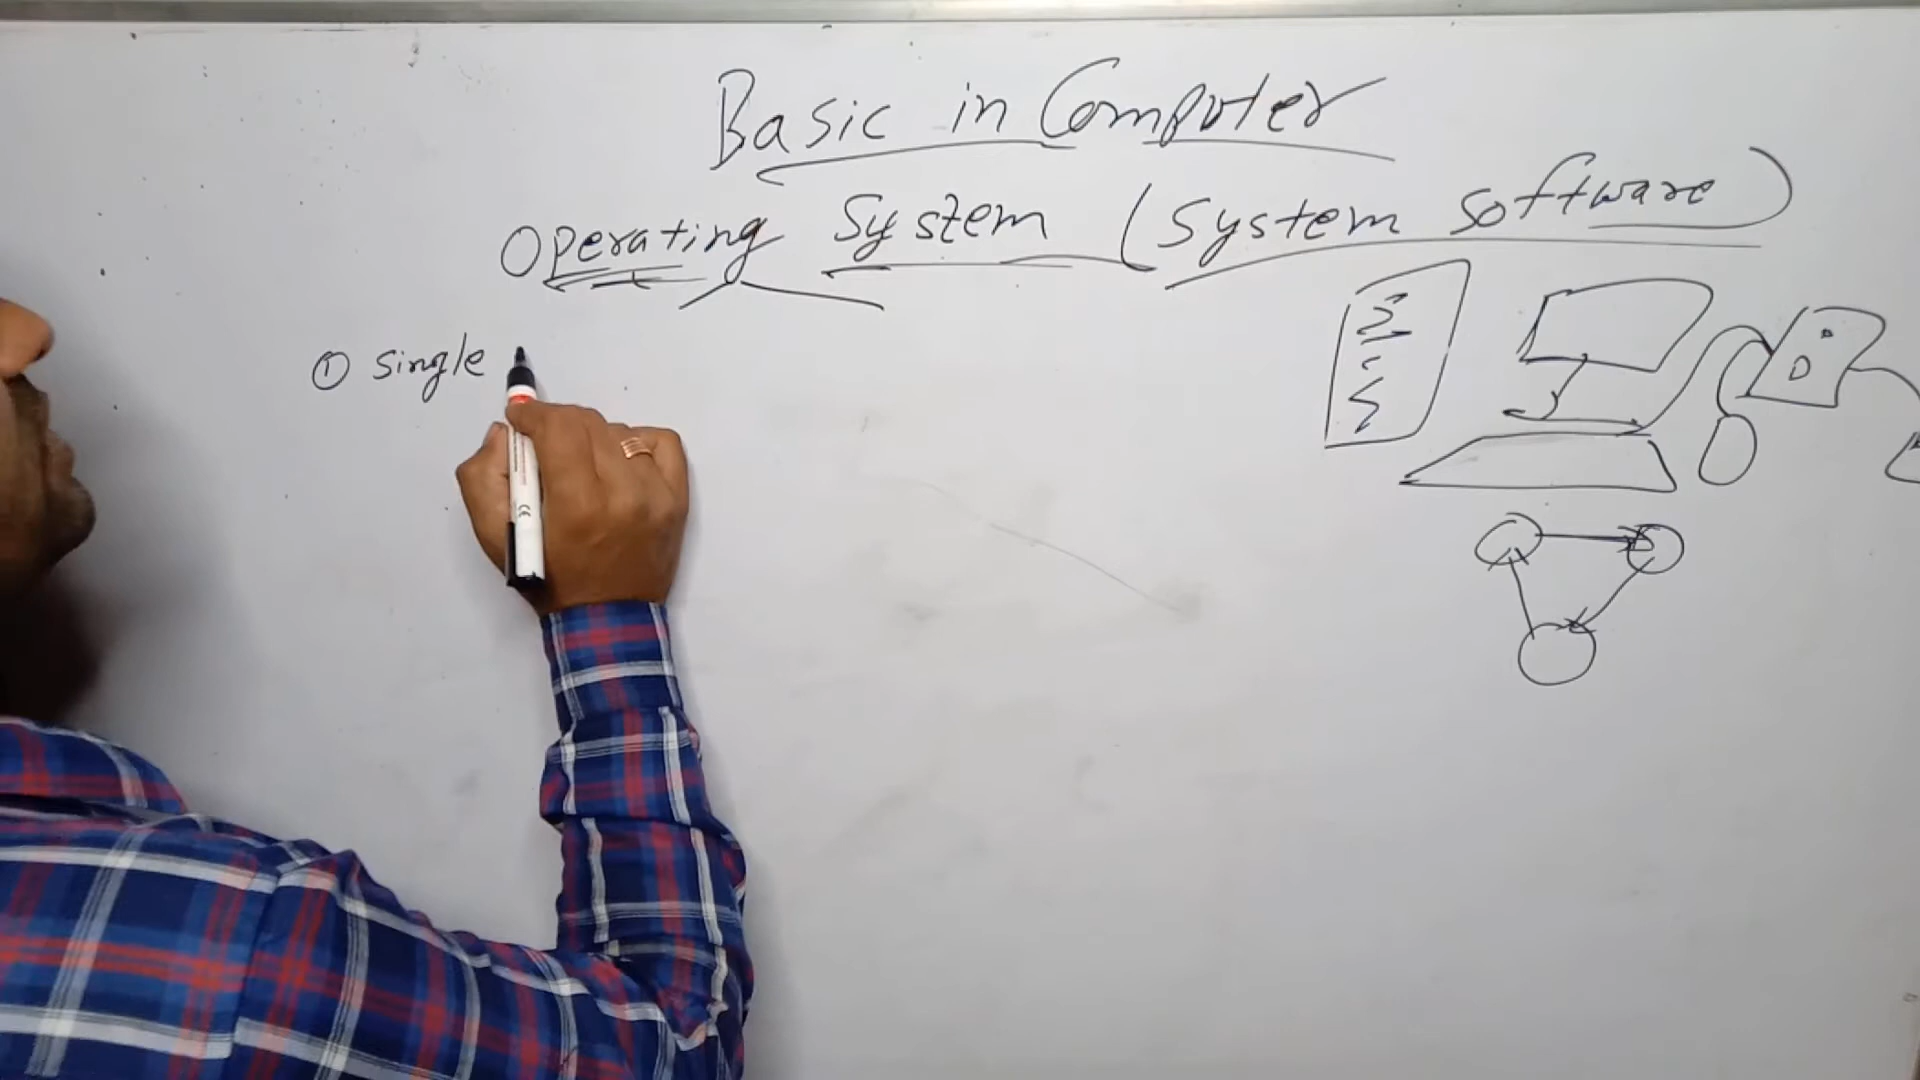 Basic in Computer
Operating System (System software)
① Single